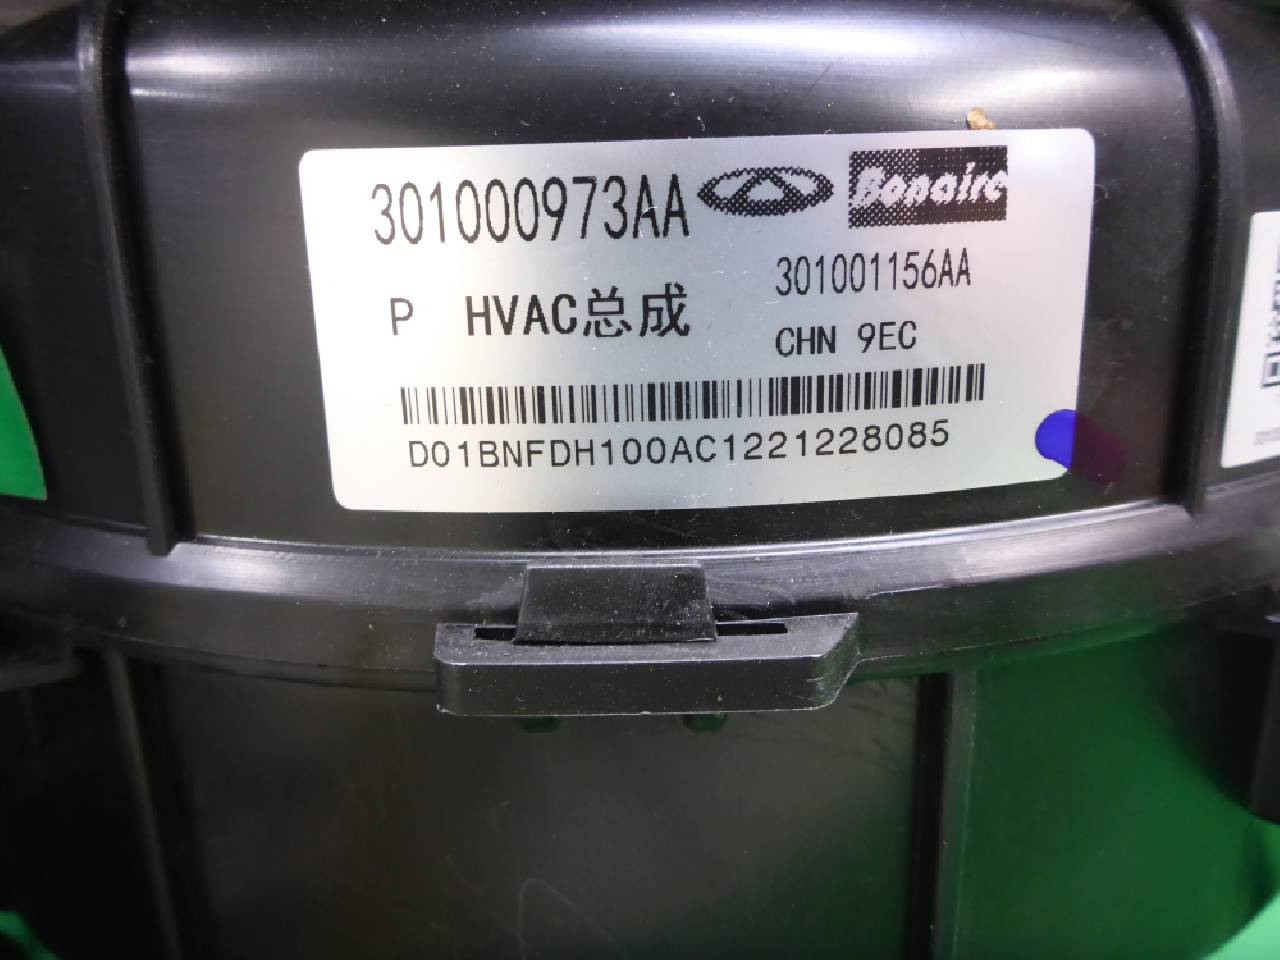 301000973AA
Bonaire
301001156AA
P HVAC总成
CHN 9EC
D01BNFDH100AC1221228085